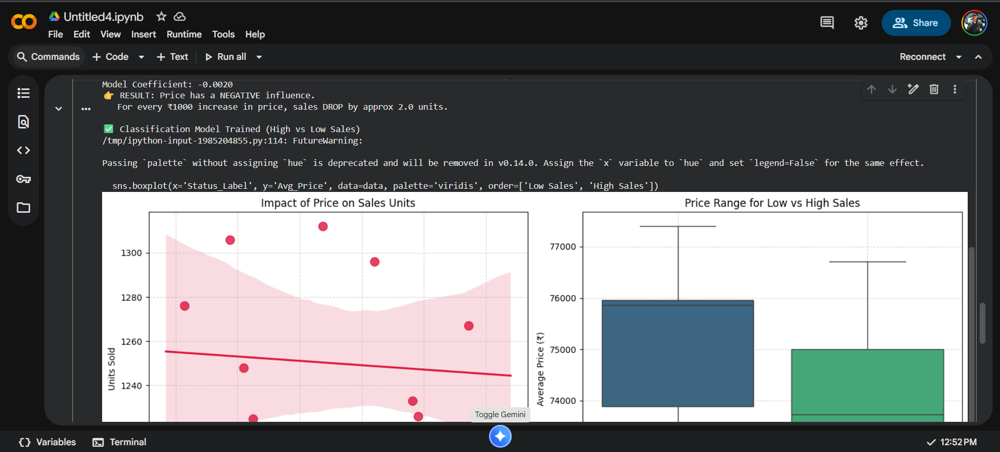 Untitled4.ipynb
File Edit View Insert Runtime Tools Help
Share
Commands + Code + Text Run all
Reconnect
Model Coefficient: -0.0020
👉 RESULT: Price has a NEGATIVE influence.
For every ₹1000 increase in price, sales DROP by approx 2.0 units.
✅ Classification Model Trained (High vs Low Sales)
/tmp/ipython-input-1985204855.py:114: FutureWarning:
Passing `palette` without assigning `hue` is deprecated and will be removed in v0.14.0. Assign the `x` variable to `hue` and set `legend=False` for the same effect.
sns.boxplot(x='Status_Label', y='Avg_Price', data=data, palette='viridis', order=['Low Sales', 'High Sales'])
Impact of Price on Sales Units
1300
1280
1260
1240
Units Sold
Price Range for Low vs High Sales
77000
76000
75000
74000
Average Price (₹)
Toggle Gemini
Variables
Terminal
12:52 PM